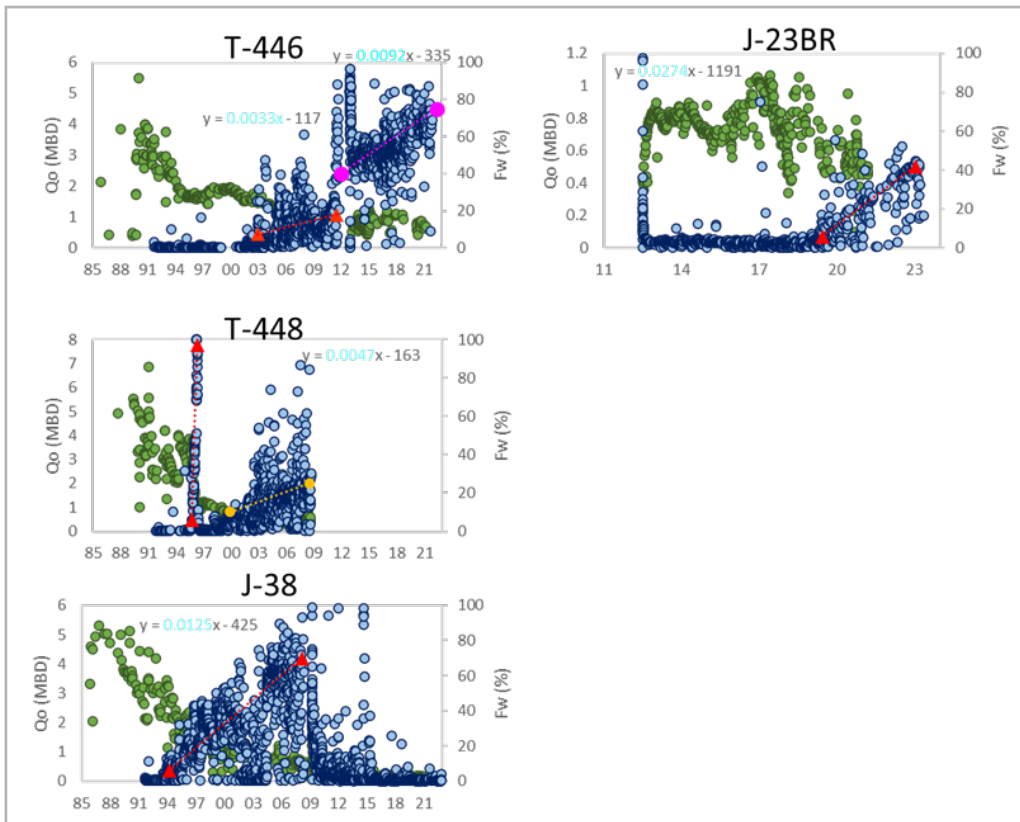 T-446
y = 0.0092x - 335
y = 0.0033x - 117
Qo (MBD)
6
5
4
3
2
1
0
100
80
60
40
20
0
Fw (%)
85 88 91 94 97 00 03 06 09 12 15 18 21
J-23BR
y = 0.0274x - 1191
Qo (MBD)
1.2
1
0.8
0.6
0.4
0.2
0
100
80
60
40
20
0
Fw (%)
11 14 17 20 23
T-448
y = 0.0047x - 163
Qo (MBD)
8
7
6
5
4
3
2
1
0
100
80
60
40
20
0
Fw (%)
85 88 91 94 97 00 03 06 09 12 15 18 21
J-38
y = 0.0125x - 425
Qo (MBD)
6
5
4
3
2
1
0
100
80
60
40
20
0
Fw (%)
85 88 91 94 97 00 03 06 09 12 15 18 21